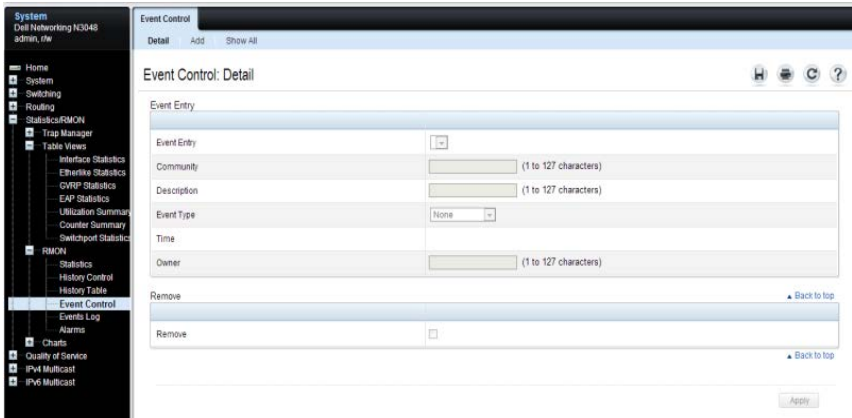 System
Dell Networking N3048
admin, r/w
Home
System
Switching
Routing
Statistics/RMON
Trap Manager
Table Views
Interface Statistics
Etherlike Statistics
GVRP Statistics
EAP Statistics
Utilization Summary
Counter Summary
Switchport Statistics
RMON
Statistics
History Control
History Table
Event Control
Events Log
Alarms
Charts
Quality of Service
IPv4 Multicast
IPv6 Multicast
Event Control
Detail Add Show All
Event Control: Detail
Event Entry
Event Entry
Community (1 to 127 characters)
Description (1 to 127 characters)
Event Type None
Time
Owner (1 to 127 characters)
Remove Back to top
Remove
Back to top
Apply